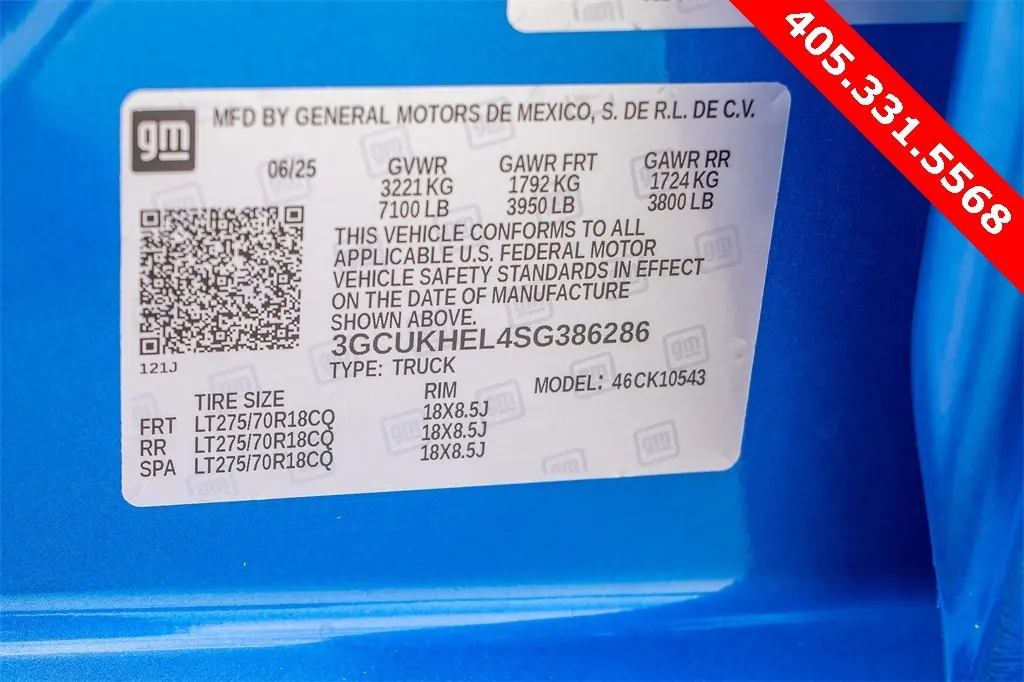 405.331.5568
gm
MFD BY GENERAL MOTORS DE MEXICO, S. DE R.L. DE C.V.
06/25
GVWR GAWR FRT GAWR RR
3221 KG 1792 KG 1724 KG
7100 LB 3950 LB 3800 LB
THIS VEHICLE CONFORMS TO ALL
APPLICABLE U.S. FEDERAL MOTOR
VEHICLE SAFETY STANDARDS IN EFFECT
ON THE DATE OF MANUFACTURE
SHOWN ABOVE.
3GCUKHEL4SG386286
121J
TYPE: TRUCK
MODEL: 46CK10543
TIRE SIZE RIM
FRT LT275/70R18CQ 18X8.5J
RR LT275/70R18CQ 18X8.5J
SPA LT275/70R18CQ 18X8.5J